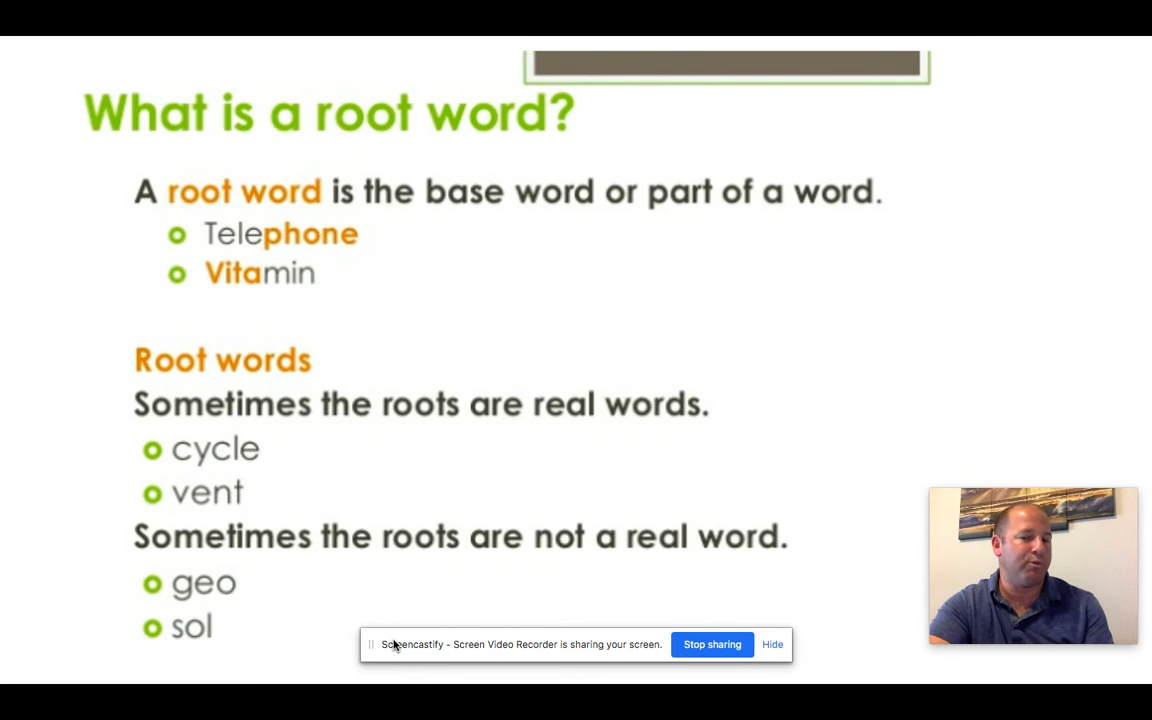 What is a root word?
A root word is the base word or part of a word.
Telephone
Vitamin
Root words
Sometimes the roots are real words.
cycle
vent
Sometimes the roots are not a real word.
geo
sol
Screencastify - Screen Video Recorder is sharing your screen. Stop sharing Hide